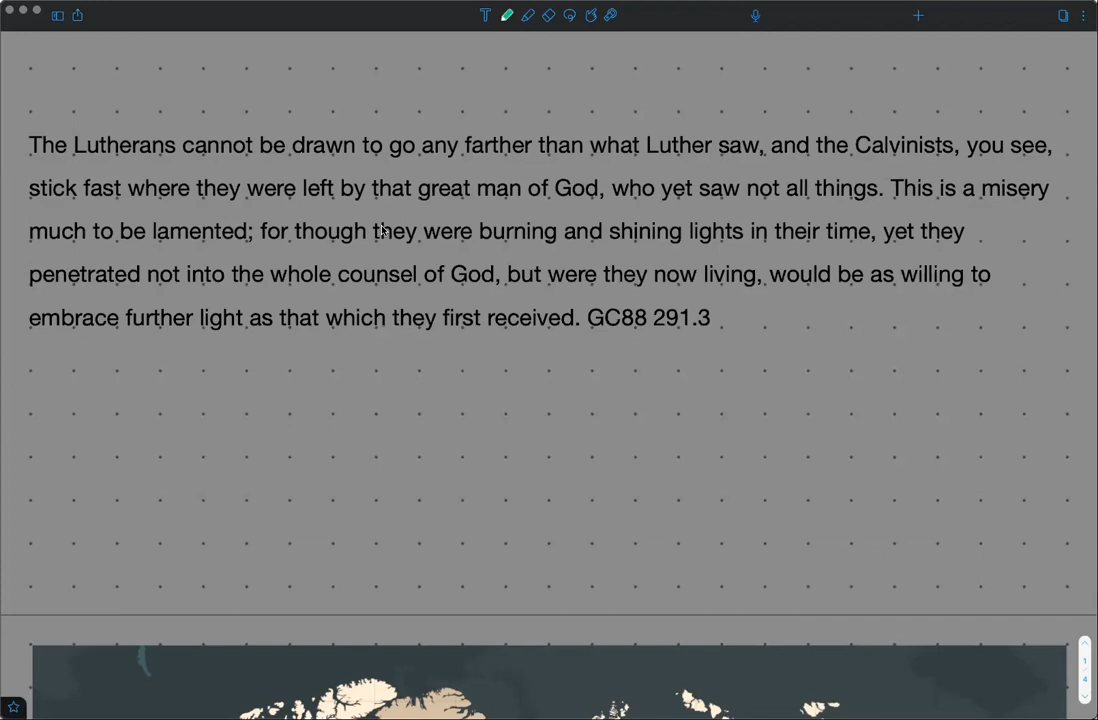 The Lutherans cannot be drawn to go any farther than what Luther saw, and the Calvinists, you see,
stick fast where they were left by that great man of God, who yet saw not all things. This is a misery
much to be lamented; for though they were burning and shining lights in their time, yet they
penetrated not into the whole counsel of God, but were they now living, would be as willing to
embrace further light as that which they first received. GC88 291.3
1
4